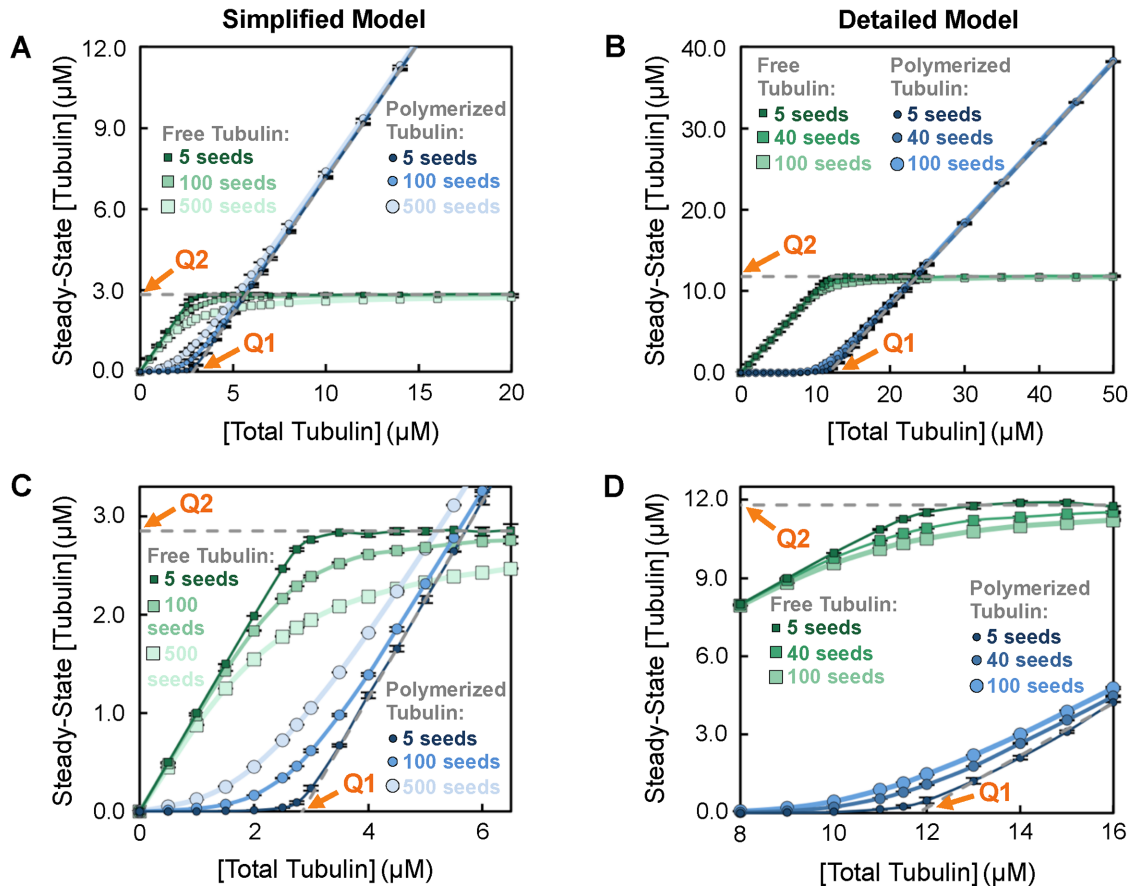 Simplified Model
Detailed Model
A
Steady-State [Tubulin] (µM)
12.0
9.0
6.0
3.0
0.0
Free Tubulin:
5 seeds
100 seeds
500 seeds
Polymerized
Tubulin:
5 seeds
100 seeds
500 seeds
Q2
Q1
0
5
10
15
20
[Total Tubulin] (µM)
B
Steady-State [Tubulin] (µM)
40.0
30.0
20.0
10.0
0.0
Free
Tubulin:
5 seeds
40 seeds
100 seeds
Polymerized
Tubulin:
5 seeds
40 seeds
100 seeds
Q2
Q1
0
10
20
30
40
50
[Total Tubulin] (µM)
C
Steady-State [Tubulin] (µM)
3.0
2.0
1.0
0.0
Q2
Free Tubulin:
5 seeds
100
seeds
500
seeds
Polymerized
Tubulin:
5 seeds
100 seeds
500 seeds
Q1
0
2
4
6
[Total Tubulin] (µM)
D
Steady-State [Tubulin] (µM)
12.0
9.0
6.0
3.0
0.0
Q2
Free
Tubulin:
5 seeds
40 seeds
100 seeds
Polymerized
Tubulin:
5 seeds
40 seeds
100 seeds
Q1
8
10
12
14
16
[Total Tubulin] (µM)